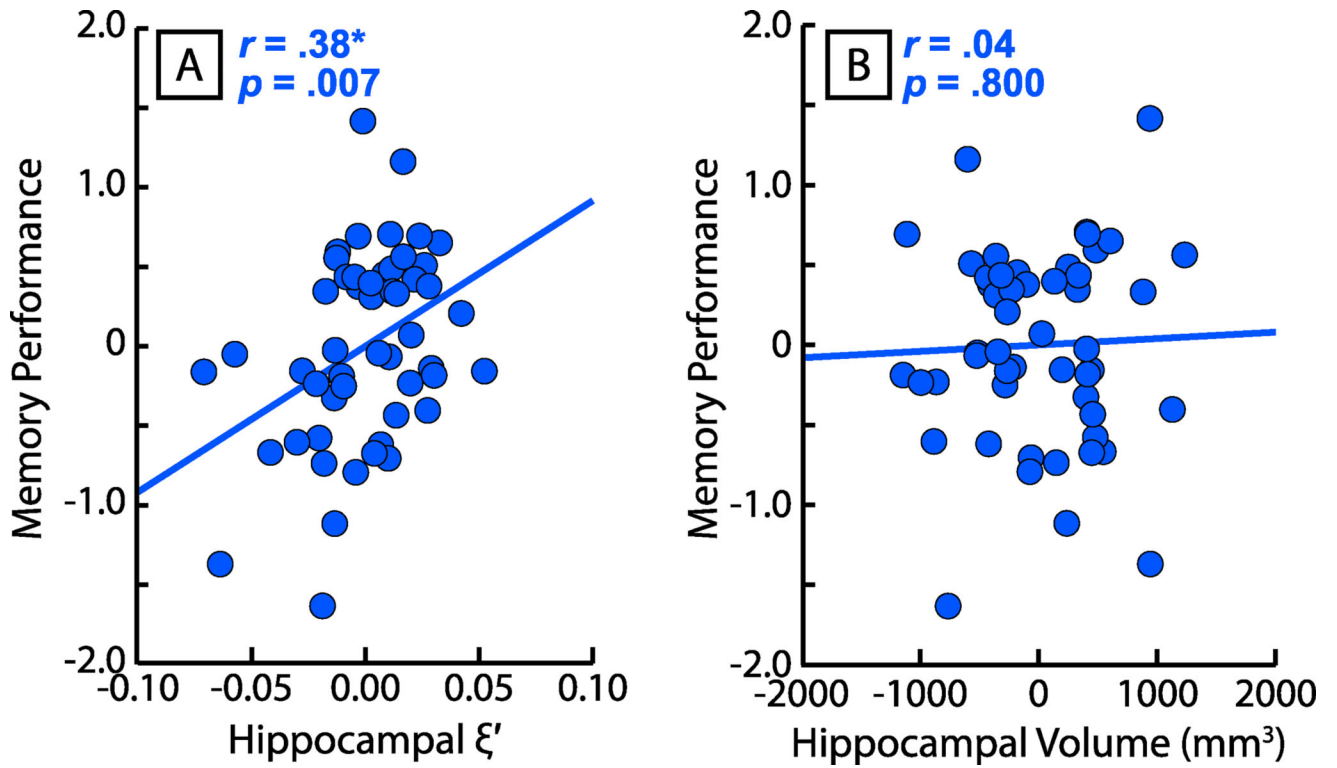 A
r = .38*
p = .007
Memory Performance
2.0
1.0
0
-1.0
-2.0
-0.10
-0.05
0.00
0.05
0.10
Hippocampal ξ′
B
r = .04
p = .800
Memory Performance
2.0
1.0
0
-1.0
-2.0
-2000
-1000
0
1000
2000
Hippocampal Volume (mm³)